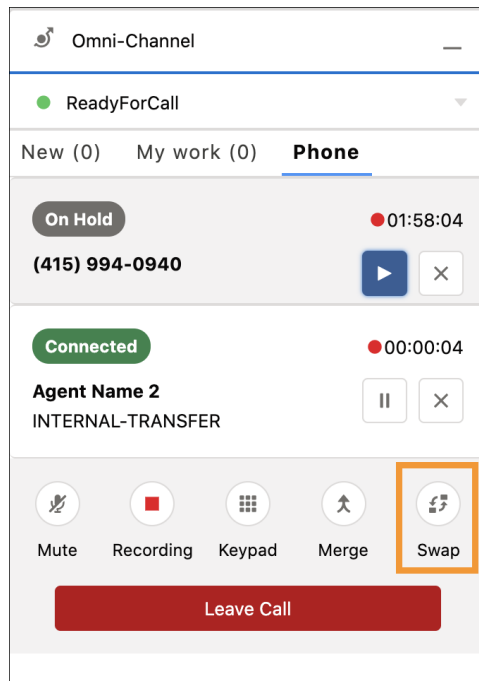 Omni-Channel
ReadyForCall
New (0) My work (0) Phone
On Hold 01:58:04
(415) 994-0940
Connected 00:00:04
Agent Name 2
INTERNAL-TRANSFER
Mute Recording Keypad Merge Swap
Leave Call